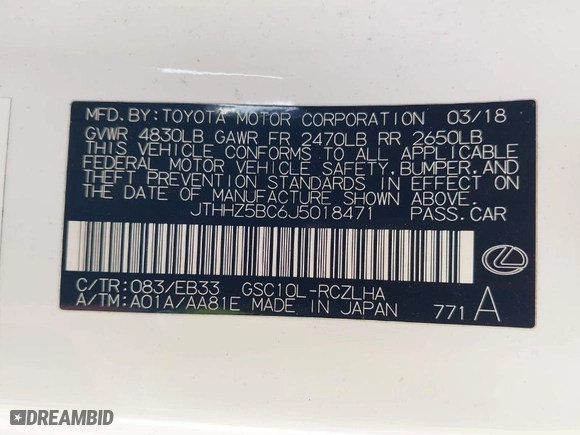 MFD.BY:TOYOTA MOTOR CORPORATION 03/18
GVWR 4830LB GAWR FR 2470LB RR 2650LB
THIS VEHICLE CONFORMS TO ALL APPLICABLE
FEDERAL MOTOR VEHICLE SAFETY,BUMPER,AND
THEFT PREVENTION STANDARDS IN EFFECT ON
THE DATE OF MANUFACTURE SHOWN ABOVE.
JTHHZ5BC6J5018471 PASS.CAR
C/TR:083/EB33 GSC10L-RCZLHA
A/TM:A01A/AA81E MADE IN JAPAN 771 A
DREAMBID